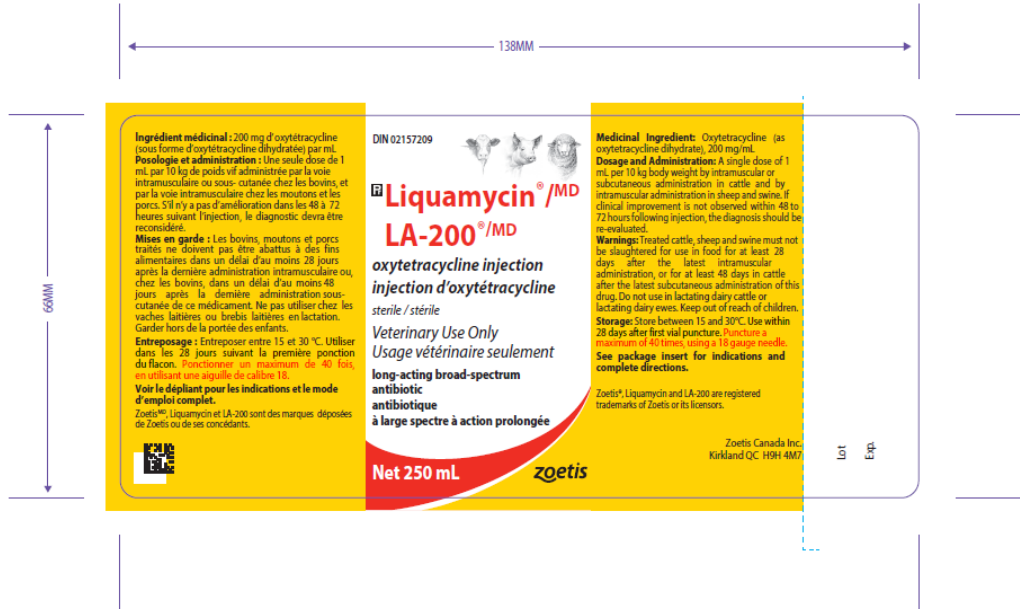 138MM
66MM
Ingrédient médicinal : 200 mg d'oxytétracycline
(sous forme d'oxytétracycline dihydratée) par mL
Posologie et administration : Une seule dose de 1
mL par 10 kg de poids vif administrée par la voie
intramusculaire ou sous- cutanée chez les bovins, et
par la voie intramusculaire chez les moutons et les
porcs. S'il n'y a pas d'amélioration dans les 48 à 72
heures suivant l'injection, le diagnostic devra être
reconsidéré.
Mises en garde : Les bovins, moutons et porcs
traités ne doivent pas être abattus à des fins
alimentaires dans un délai d'au moins 28 jours
après la dernière administration intramusculaire ou,
chez les bovins, dans un délai d'au moins 48
jours après la dernière administration sous-
cutanée de ce médicament. Ne pas utiliser chez les
vaches laitières ou brebis laitières en lactation.
Garder hors de la portée des enfants.
Entreposage : Entreposer entre 15 et 30 °C. Utiliser
dans les 28 jours suivant la première ponction
du flacon. Ponctionner un maximum de 40 fois,
en utilisant une aiguille de calibre 18.
Voir le dépliant pour les indications et le mode
d'emploi complet.
Zoetis MD, Liquamycin et LA-200 sont des marques déposées
de Zoetis ou de ses concédants.
DIN 02157209
R Liquamycin®/MD
LA-200®/MD
oxytetracycline injection
injection d'oxytétracycline
sterile / stérile
Veterinary Use Only
Usage vétérinaire seulement
long-acting broad-spectrum
antibiotic
antibiotique
à large spectre à action prolongée
Net 250 mL
zoetis
Medicinal Ingredient: Oxytetracycline (as
oxytetracycline dihydrate), 200 mg/mL
Dosage and Administration: A single dose of 1
mL per 10 kg body weight by intramuscular or
subcutaneous administration in cattle and by
intramuscular administration in sheep and swine. If
clinical improvement is not observed within 48 to
72 hours following injection, the diagnosis should be
re-evaluated.
Warnings: Treated cattle, sheep and swine must not
be slaughtered for use in food for at least 28
days after the latest intramuscular
administration, or for at least 48 days in cattle
after the latest subcutaneous administration of this
drug. Do not use in lactating dairy cattle or
lactating dairy ewes. Keep out of reach of children.
Storage: Store between 15 and 30°C. Use within
28 days after first vial puncture. Puncture a
maximum of 40 times, using a 18 gauge needle.
See package insert for indications and
complete directions.
Zoetis®, Liquamycin and LA-200 are registered
trademarks of Zoetis or its licensors.
Zoetis Canada Inc.
Kirkland QC H9H 4M7
Lot
Exp.